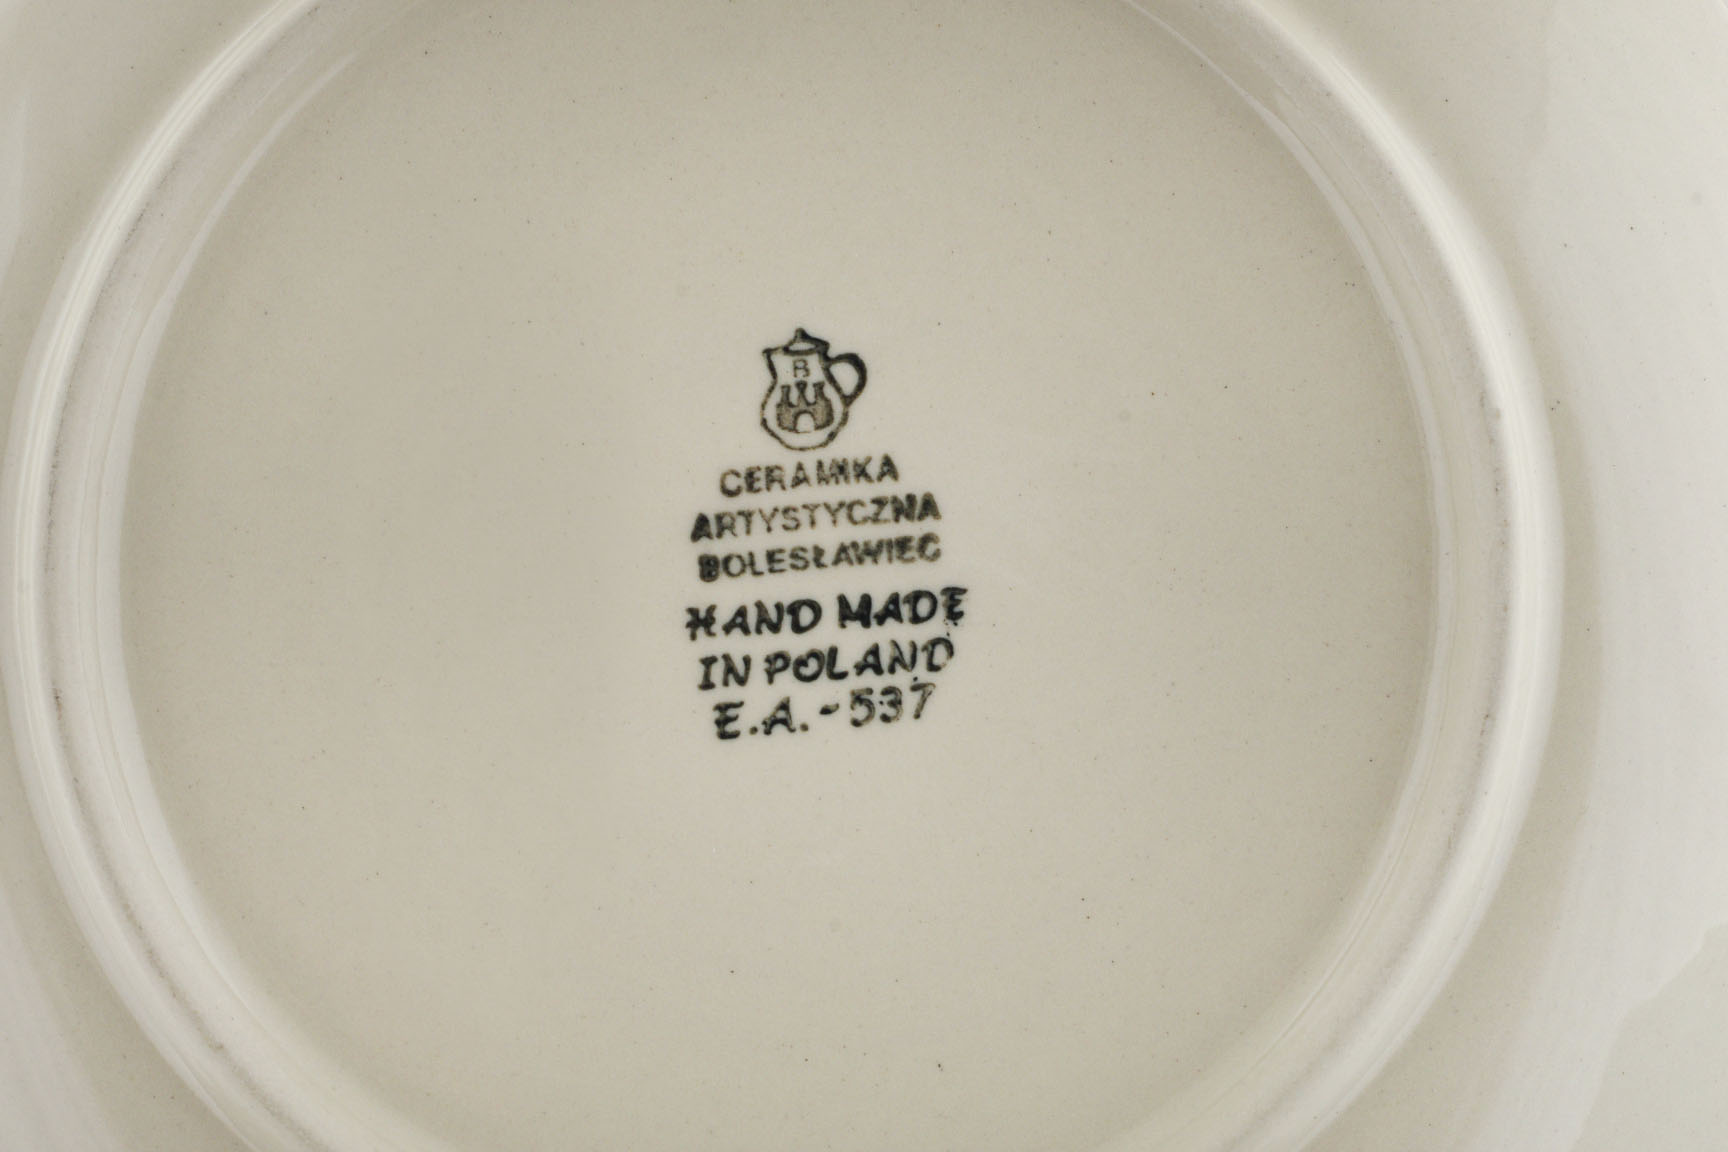 B
CERAMIKA
ARTYSTYCZNA
BOLESŁAWIEC
HAND MADE
IN POLAND
E.A.-537